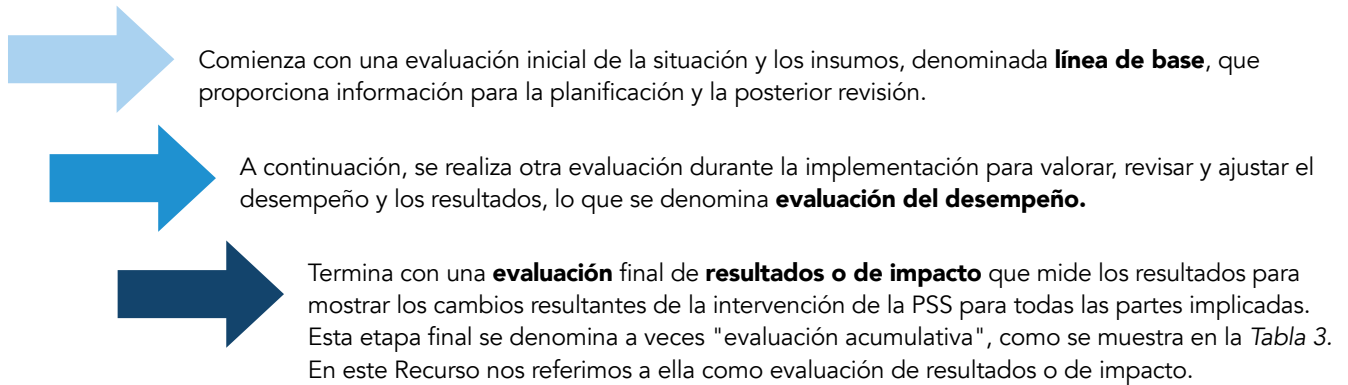 Comienza con una evaluación inicial de la situación y los insumos, denominada línea de base, que
proporciona información para la planificación y la posterior revisión.
A continuación, se realiza otra evaluación durante la implementación para valorar, revisar y ajustar el
desempeño y los resultados, lo que se denomina evaluación del desempeño.
Termina con una evaluación final de resultados o de impacto que mide los resultados para
mostrar los cambios resultantes de la intervención de la PSS para todas las partes implicadas.
Esta etapa final se denomina a veces "evaluación acumulativa", como se muestra en la Tabla 3.
En este Recurso nos referimos a ella como evaluación de resultados o de impacto.